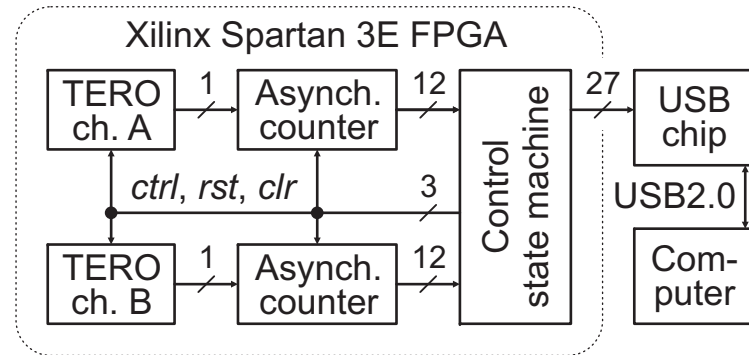 Xilinx Spartan 3E FPGA
TERO
ch. A
1
Asynch.
counter
12
Control
state machine
27
USB
chip
ctrl, rst, clr
3
USB2.0
TERO
ch. B
1
Asynch.
counter
12
Com-
puter